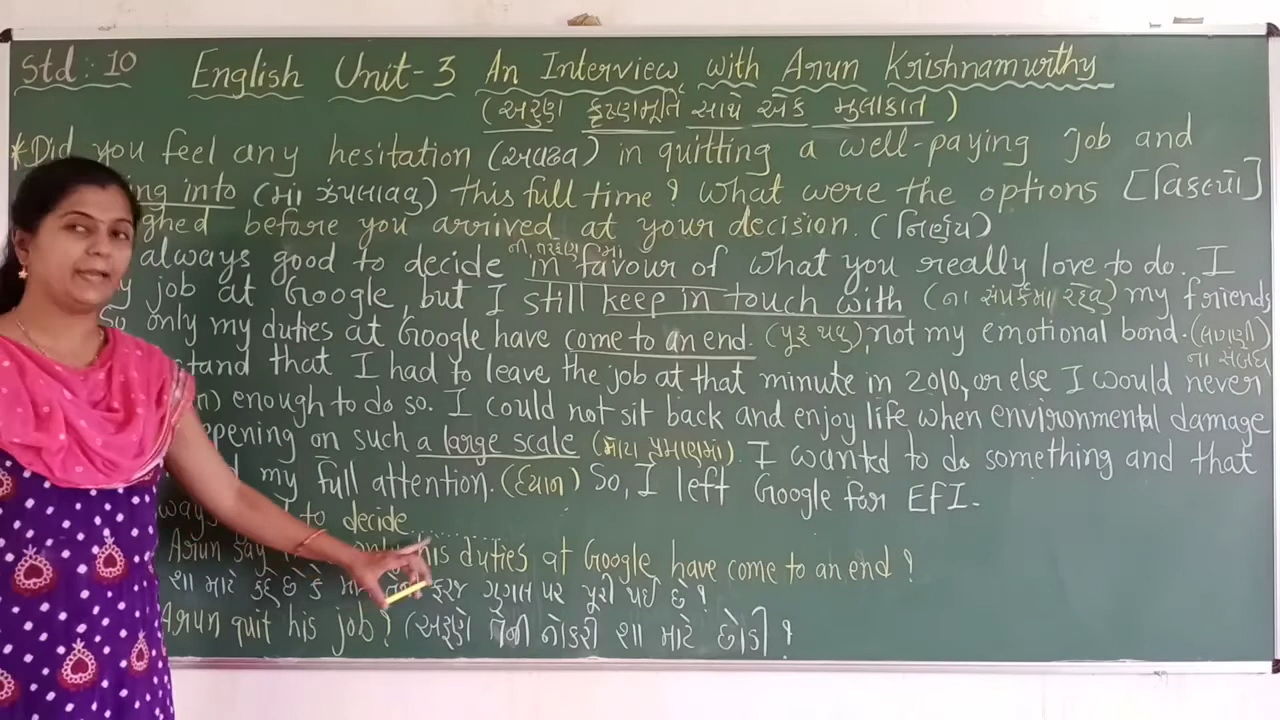 Std : 10 English Unit-3 An Interview with Arun Krishnamurthy
(અરુણ કૃષ્ણમૂર્તિ સાથે એક મુલાકાત)
*Did you feel any hesitation (અવઢવ) in quitting a well-paying job and
ing into (મા ઝંપલાવવુ) this full time? What were the options [વિકલ્પો]
ghed before you arrived at your decision. (નિર્ણય)
always good to decide in favour of what you really love to do. I
y job at Google, but I still keep in touch with (ના સંપર્કમા રહેવુ) my friends
So only my duties at Google have come to an end. (પૂરૂ થવુ), not my emotional bond. (લાગણી
ના સંબંધ
stand that I had to leave the job at that minute in 2010, or else I would never
n) enough to do so. I could not sit back and enjoy life when environmental damage
ppening on such a large scale (મોટા પ્રમાણમાં). I wanted to do something and that
my full attention. (ધ્યાન) So, I left Google for EFI.
ways to decide........
Arun say only his duties at Google have come to an end?
શા માટે કહે છે કે ફરજ ગુગલ પર પૂરી થઈ છે?
Arun quit his job? (અરૂણે તેની નોકરી શા માટે છોડી?